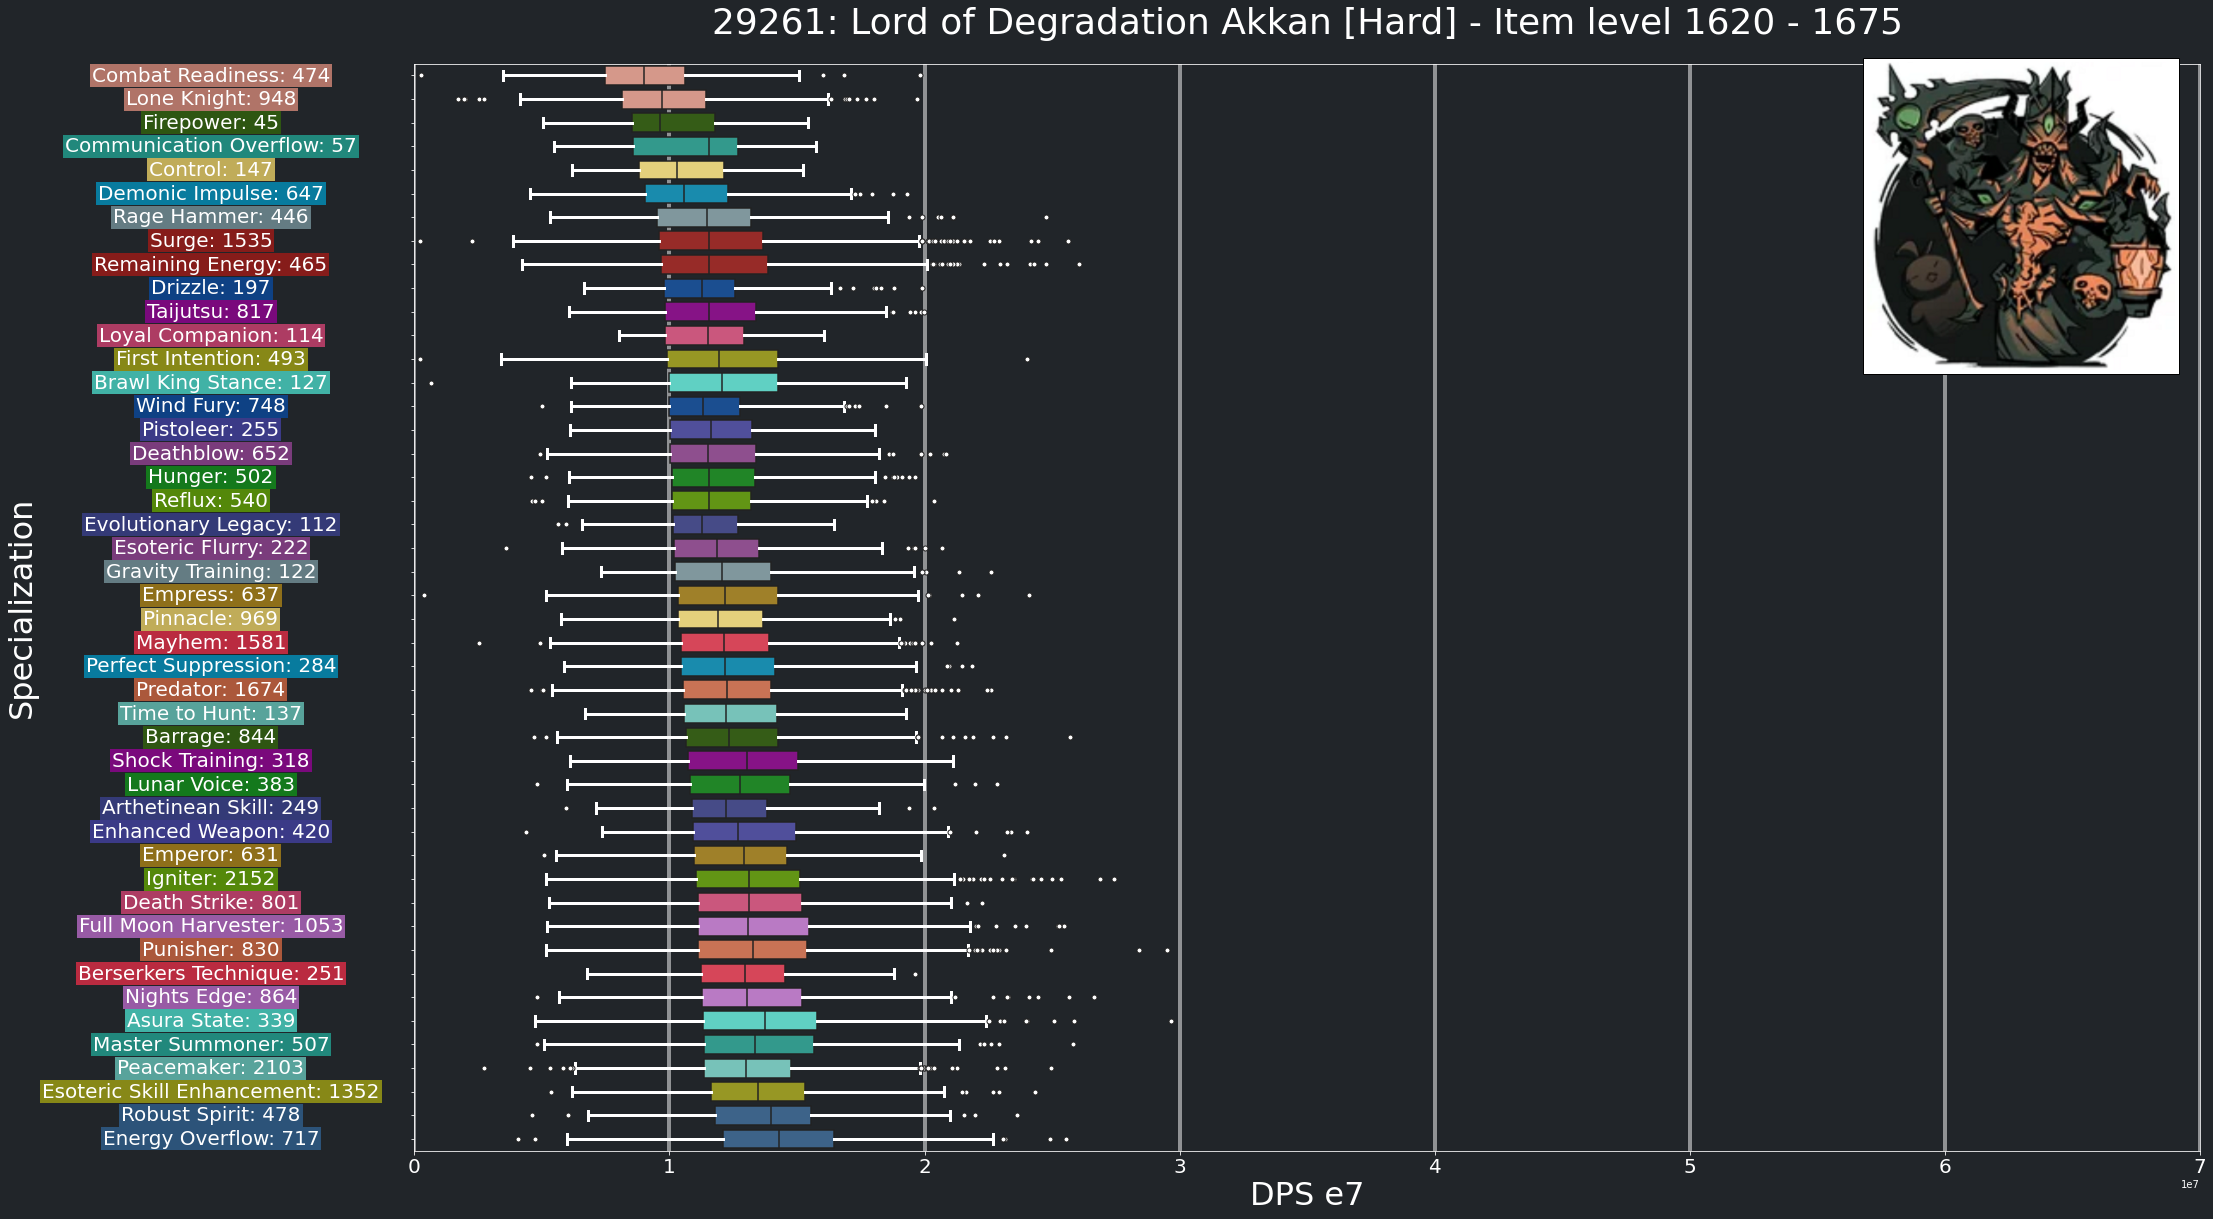 29261: Lord of Degradation Akkan [Hard] - Item level 1620 - 1675
Combat Readiness: 474
Lone Knight: 948
Firepower: 45
Communication Overflow: 57
Control: 147
Demonic Impulse: 647
Rage Hammer: 446
Surge: 1535
Remaining Energy: 465
Drizzle: 197
Taijutsu: 817
Loyal Companion: 114
First Intention: 493
Brawl King Stance: 127
Wind Fury: 748
Pistoleer: 255
Deathblow: 652
Hunger: 502
Reflux: 540
Evolutionary Legacy: 112
Esoteric Flurry: 222
Gravity Training: 122
Empress: 637
Pinnacle: 969
Mayhem: 1581
Perfect Suppression: 284
Predator: 1674
Time to Hunt: 137
Barrage: 844
Shock Training: 318
Lunar Voice: 383
Arthetinean Skill: 249
Enhanced Weapon: 420
Emperor: 631
Igniter: 2152
Death Strike: 801
Full Moon Harvester: 1053
Punisher: 830
Berserkers Technique: 251
Nights Edge: 864
Asura State: 339
Master Summoner: 507
Peacemaker: 2103
Esoteric Skill Enhancement: 1352
Robust Spirit: 478
Energy Overflow: 717
Specialization
0 1 2 3 4 5 6 7
1e7
DPS e7